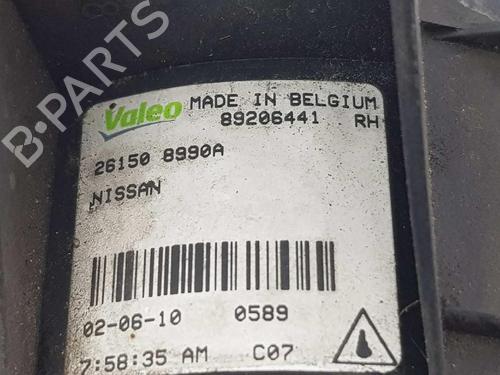 B-Parts
Valeo MADE IN BELGIUM
89206441 RH
26150 8990A
NISSAN
02-06-10 0589
7:58:35 AM C07